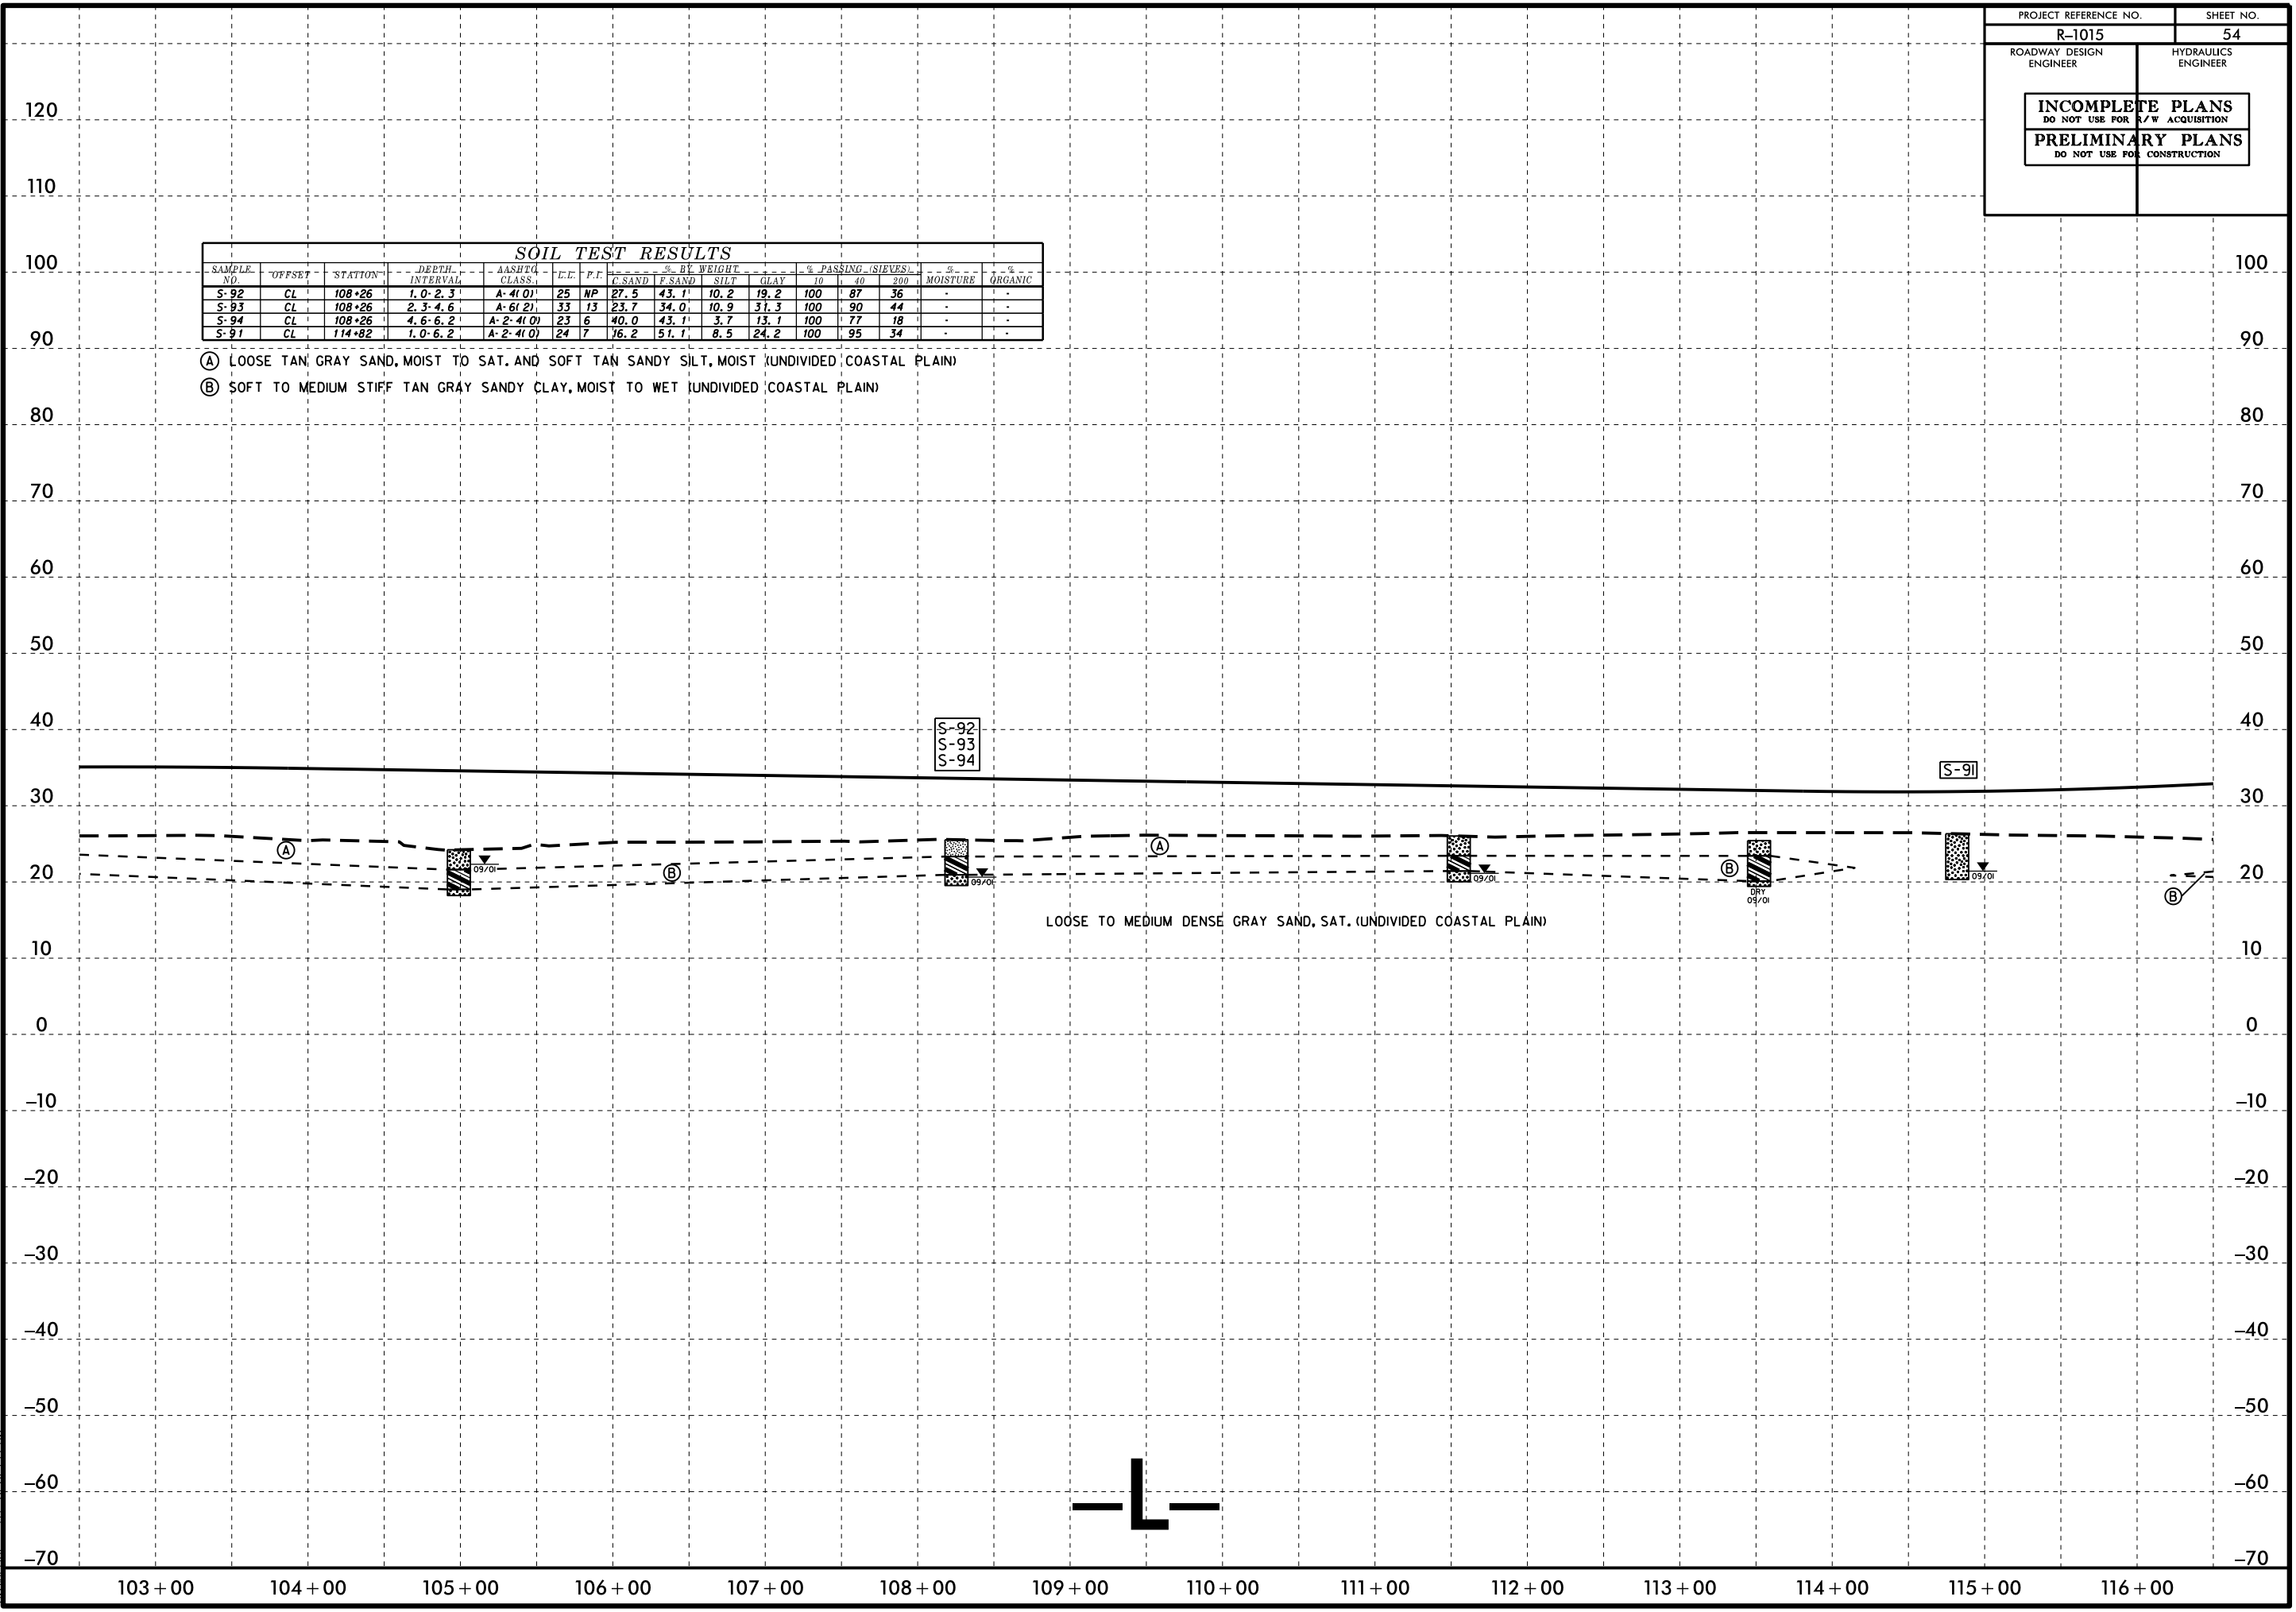 PROJECT REFERENCE NO. SHEET NO.
R–1015 54
ROADWAY DESIGN ENGINEER HYDRAULICS ENGINEER
INCOMPLETE PLANS
DO NOT USE FOR R/W ACQUISITION
PRELIMINARY PLANS
DO NOT USE FOR CONSTRUCTION
120
110
100 100
SOIL TEST RESULTS
SAMPLE NO. OFFSET STATION DEPTH INTERVAL AASHTO CLASS. L.L. P.I. % BY WEIGHT % PASSING (SIEVES) % MOISTURE % ORGANIC
C.SAND F.SAND SILT CLAY 10 40 200
S-92 CL 108+26 1.0-2.3 A-4(0) 25 NP 27.5 43.1 10.2 19.2 100 87 36 - -
S-93 CL 108+26 2.3-4.6 A-6(2) 33 13 23.7 34.0 10.9 31.3 100 90 44 - -
S-94 CL 108+26 4.6-6.2 A-2-4(0) 23 6 40.0 43.1 3.7 13.1 100 77 18 - -
S-91 CL 114+82 1.0-6.2 A-2-4(0) 24 7 16.2 51.1 8.5 24.2 100 95 34 - -
90 90
A LOOSE TAN GRAY SAND, MOIST TO SAT. AND SOFT TAN SANDY SILT, MOIST (UNDIVIDED COASTAL PLAIN)
B SOFT TO MEDIUM STIFF TAN GRAY SANDY CLAY, MOIST TO WET (UNDIVIDED COASTAL PLAIN)
80 80
70 70
60 60
50 50
40 40
S-92
S-93
S-94
S-91
30 30
A A
B B
09/01 09/01 09/01 09/01
20 20
DRY
09/01
B
LOOSE TO MEDIUM DENSE GRAY SAND, SAT. (UNDIVIDED COASTAL PLAIN)
10 10
0 0
–10 –10
–20 –20
–30 –30
–40 –40
–50 –50
–60 –60
–L–
–70 –70
103+00 104+00 105+00 106+00 107+00 108+00 109+00 110+00 111+00 112+00 113+00 114+00 115+00 116+00